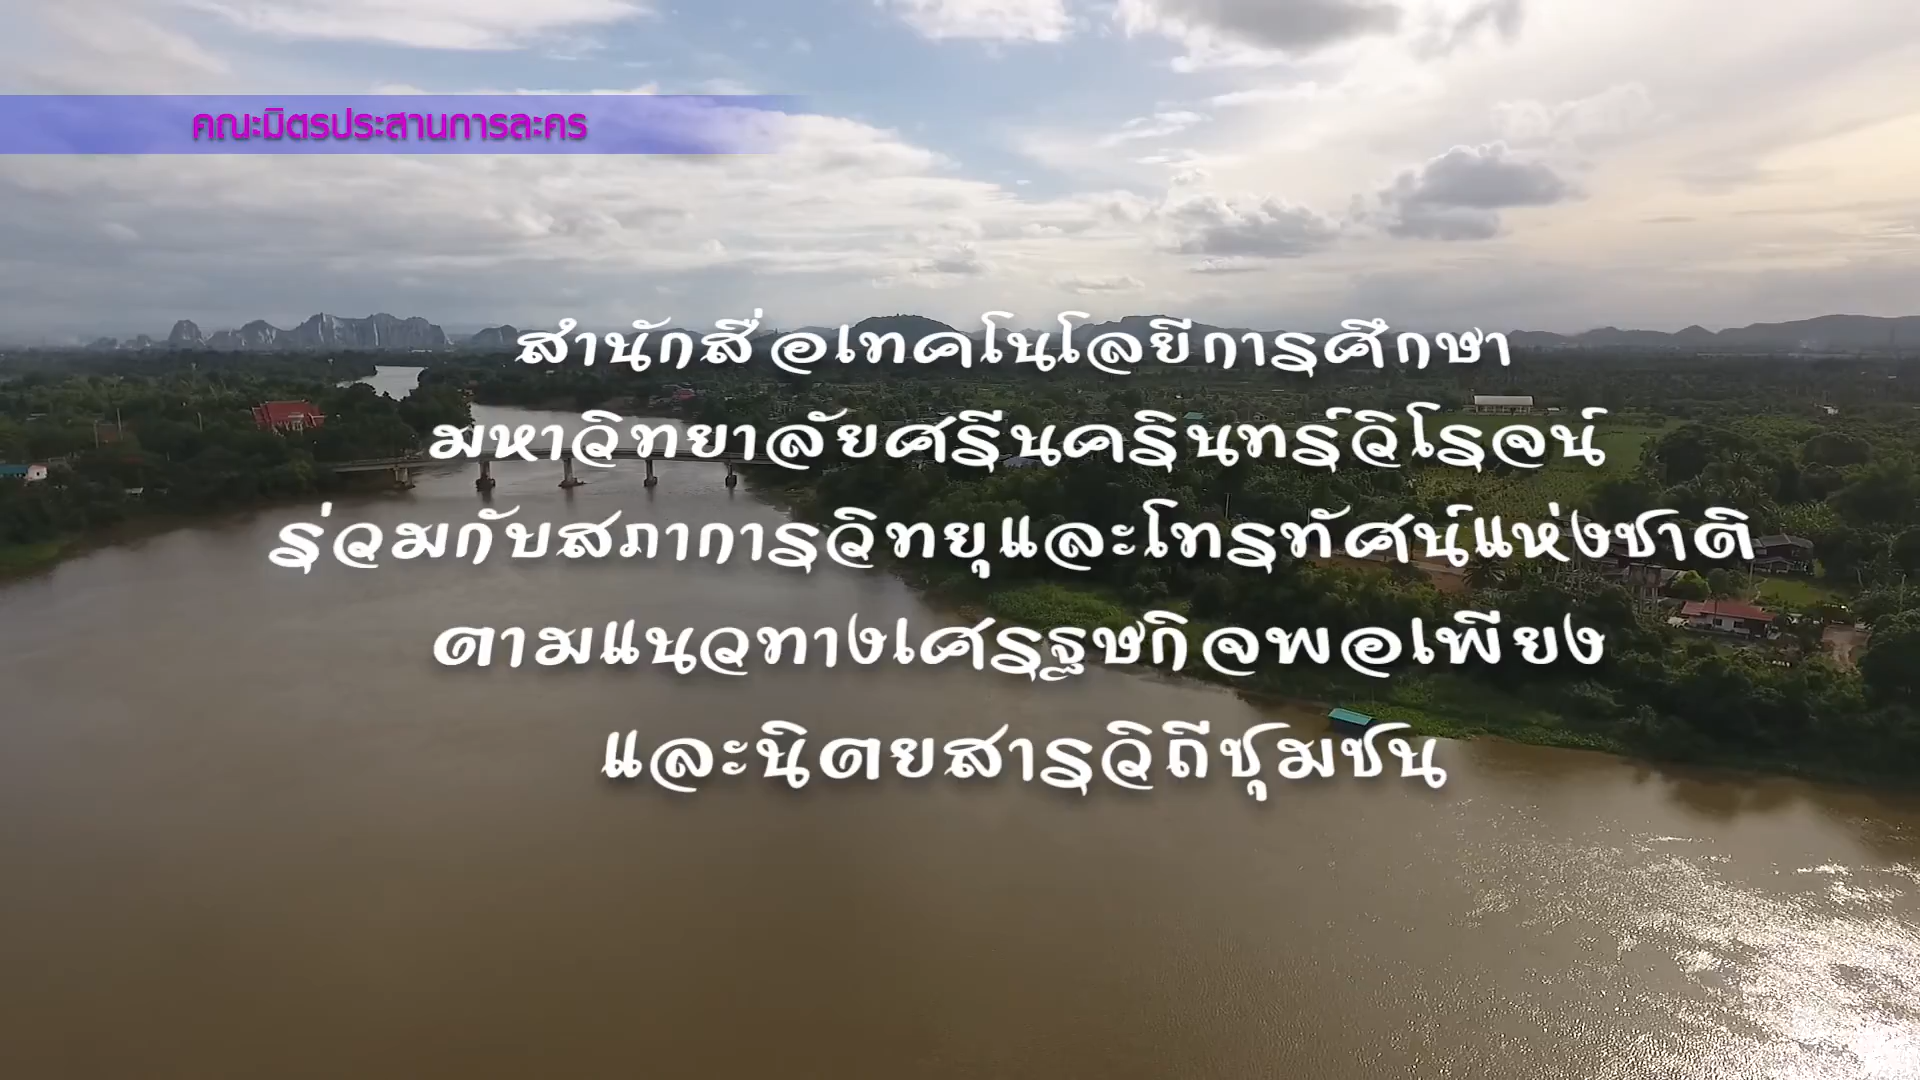 คณะมิตรประสานการละคร
สำนักสื่อเทคโนโลยีการศึกษา
มหาวิทยาลัยศรีนครินทร์วิโรจน์
ร่วมกับสภาการวิทยุและโทรทัศน์แห่งชาติ
ตามแนวทางเศรฐษกิจพอเพียง
และนิตยสารวิถีชุมชน